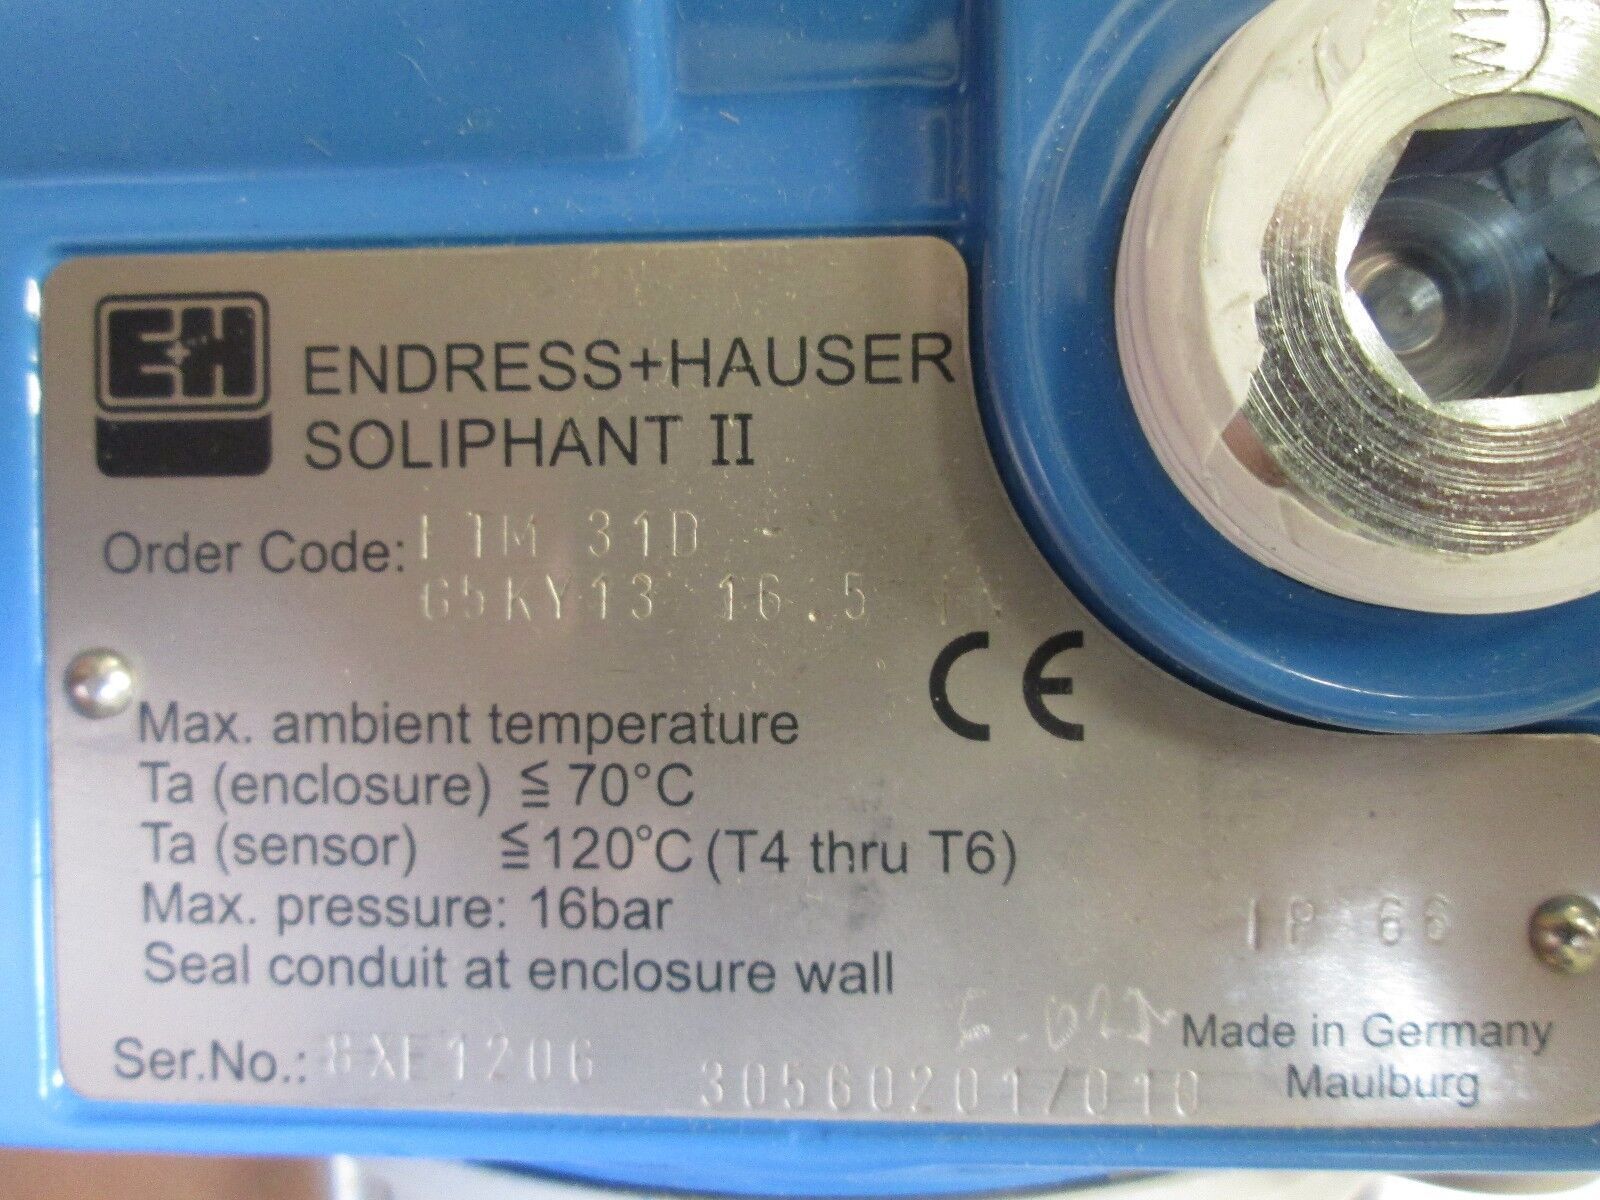 E+H
ENDRESS+HAUSER
SOLIPHANT II
Order Code: FTM 31D
G5KY13 16.5
CE
Max. ambient temperature
Ta (enclosure) ≦ 70°C
Ta (sensor) ≦ 120°C (T4 thru T6)
Max. pressure: 16bar
IP 66
Seal conduit at enclosure wall
Made in Germany
Maulburg
Ser.No.: 8XE1206 30560201/010